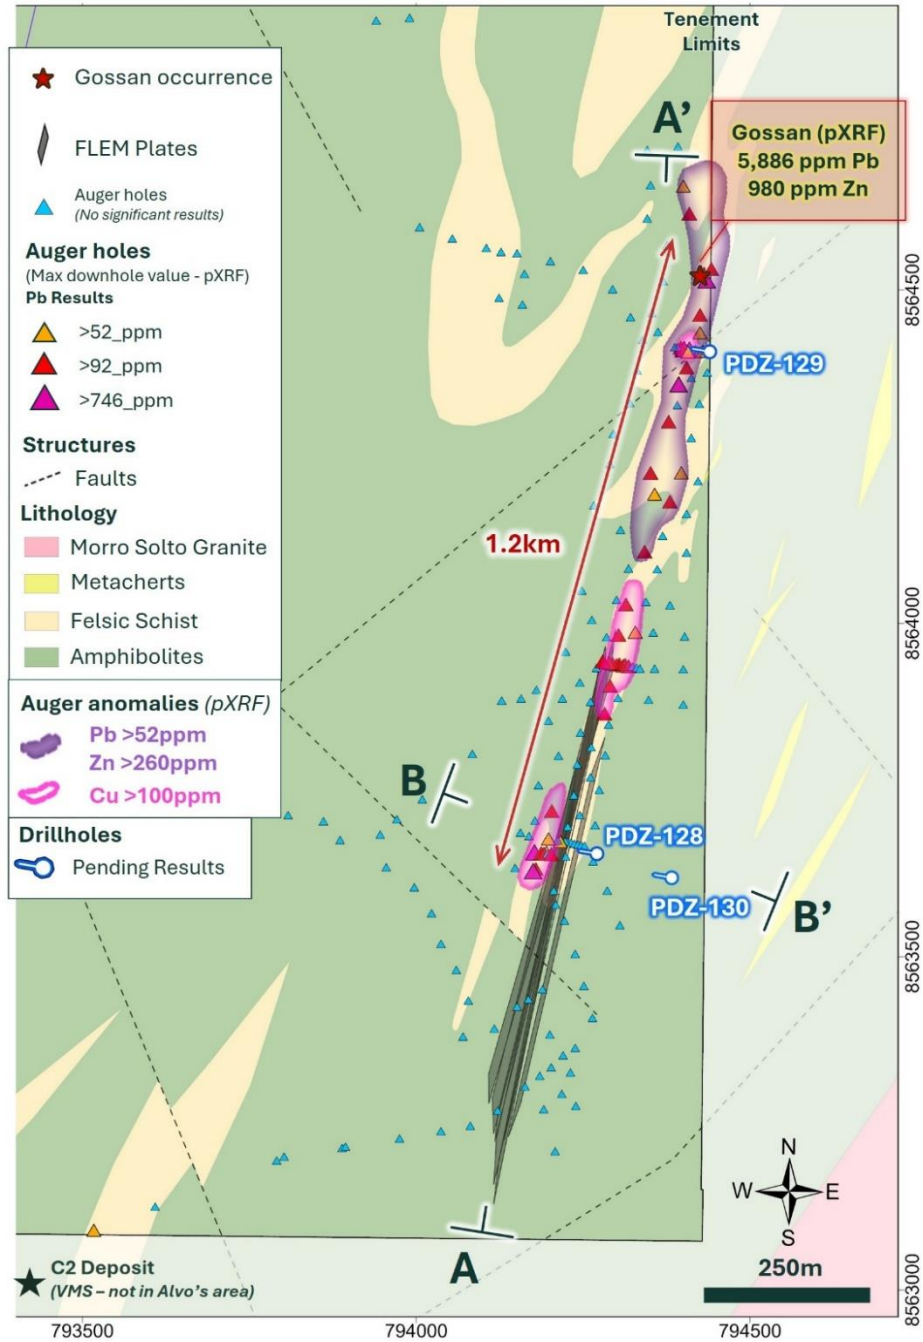 Tenement
Limits
Gossan occurrence
FLEM Plates
Auger holes
(No significant results)
Auger holes
(Max downhole value - pXRF)
Pb Results
>52_ppm
>92_ppm
>746_ppm
Structures
Faults
Lithology
Morro Solto Granite
Metacherts
Felsic Schist
Amphibolites
Auger anomalies (pXRF)
Pb >52ppm
Zn >260ppm
Cu >100ppm
Drillholes
Pending Results
A'
Gossan (pXRF)
5,886 ppm Pb
980 ppm Zn
8564500
PDZ-129
1.2km
8564000
B
PDZ-128
PDZ-130
B'
8563500
N
W E
S
A
250m
C2 Deposit
(VMS – not in Alvo's area)
8563000
793500 794000 794500